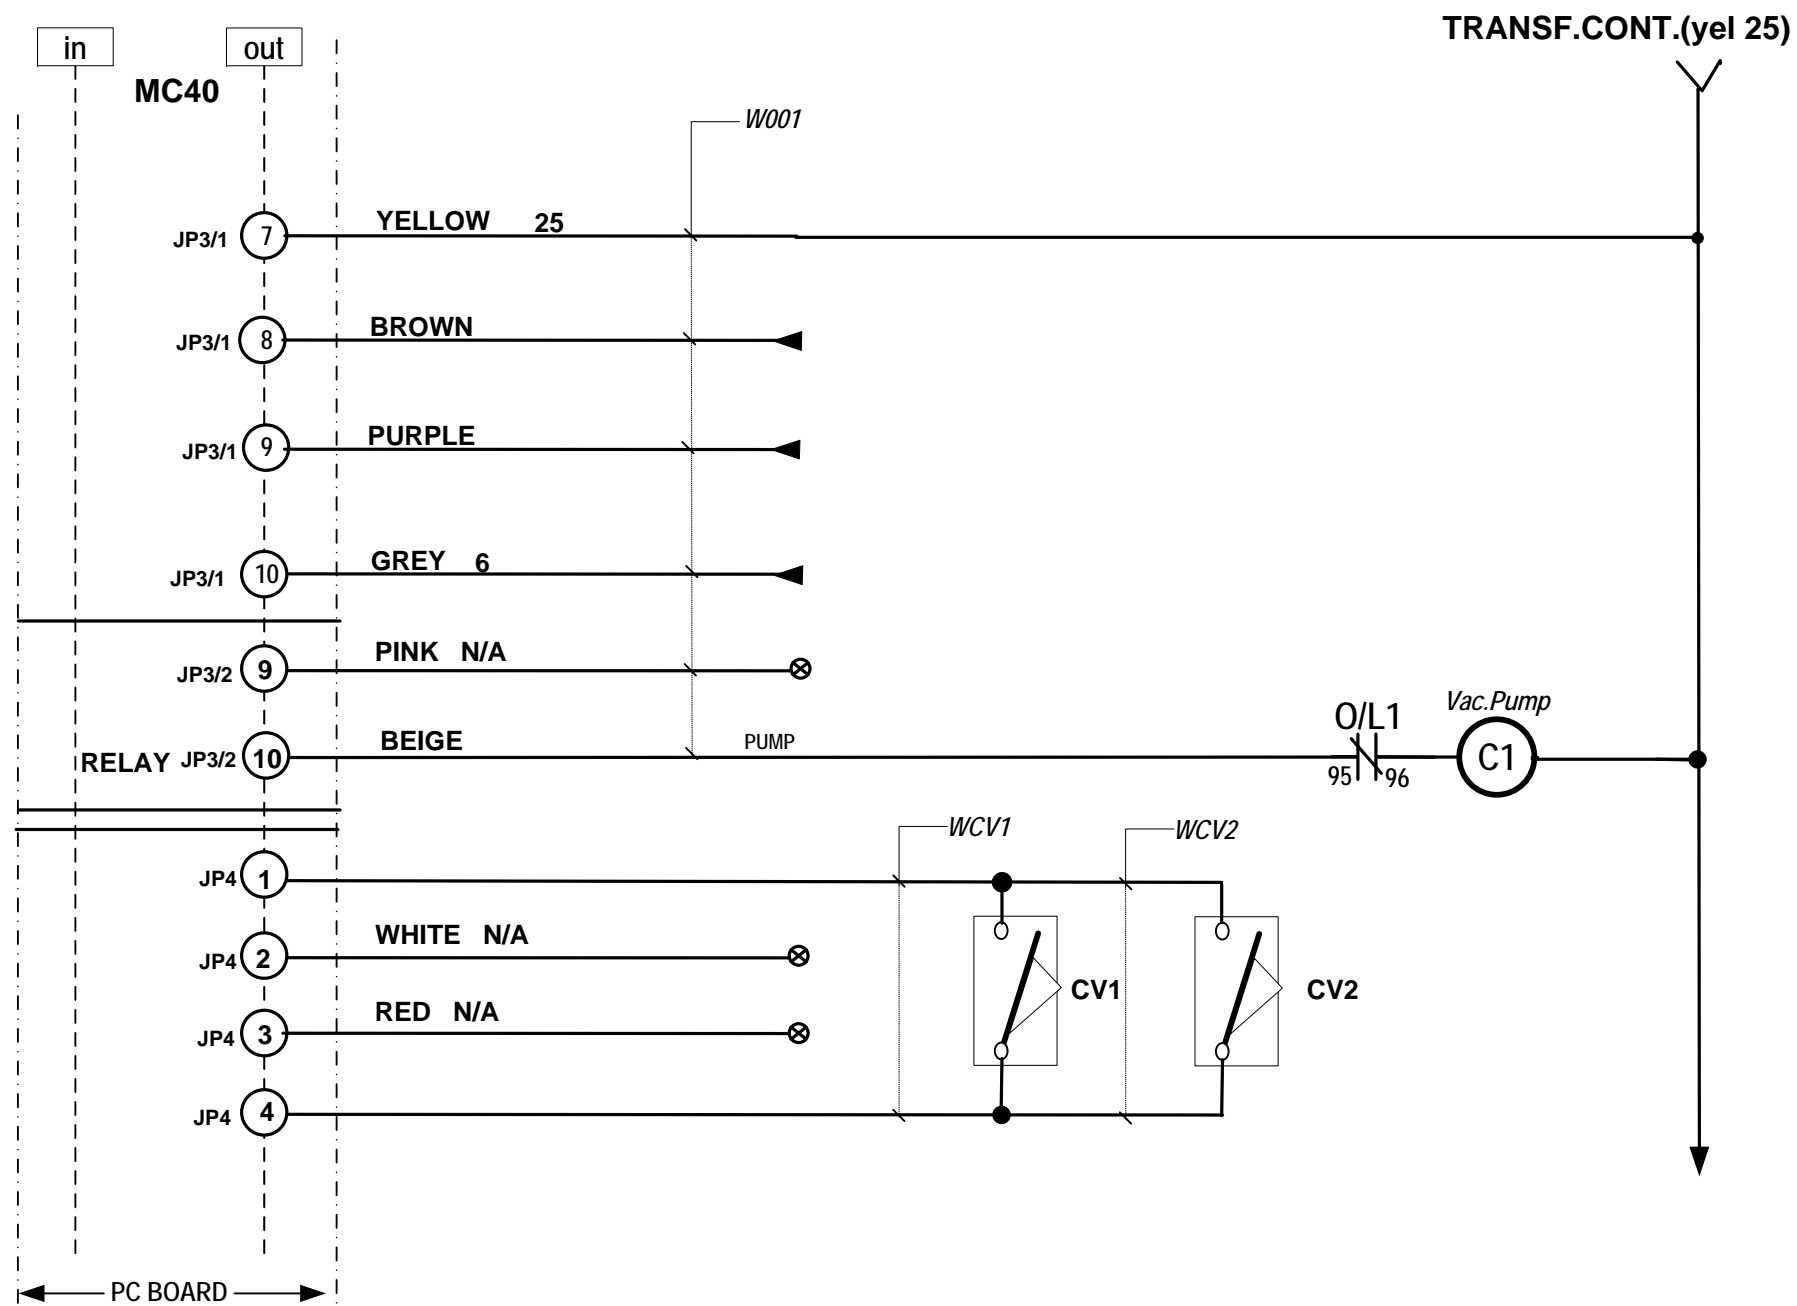 TRANSF.CONT.(yel 25)
in out
MC40
W001
JP3/1 7 YELLOW 25
JP3/1 8 BROWN
JP3/1 9 PURPLE
JP3/1 10 GREY 6
JP3/2 9 PINK N/A
O/L1 Vac.Pump
RELAY JP3/2 10 BEIGE PUMP 95 96 C1
WCV1 WCV2
JP4 1
JP4 2 WHITE N/A
CV1 CV2
JP4 3 RED N/A
JP4 4
PC BOARD